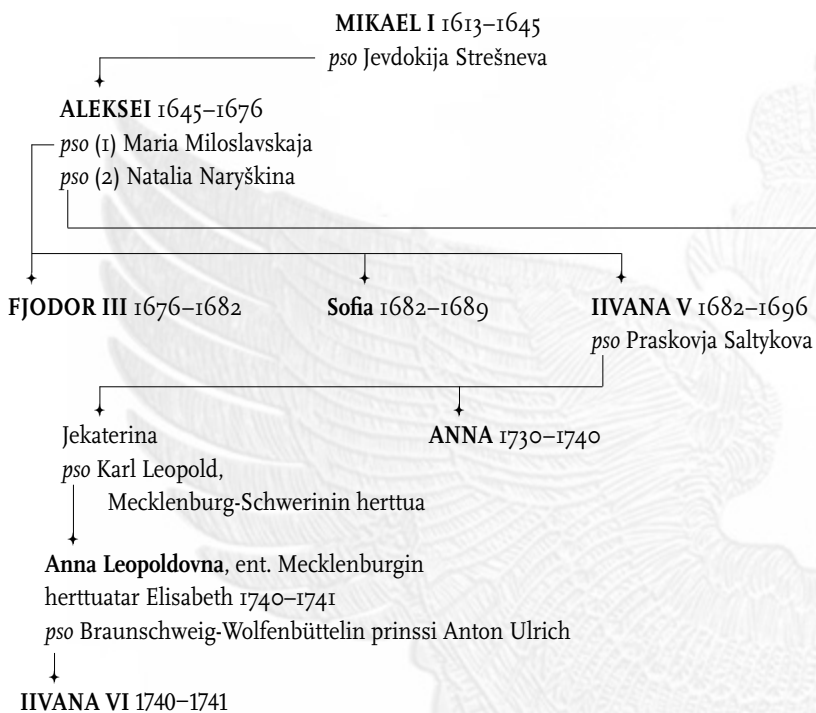 MIKAEL I 1613–1645
pso Jevdokija Strešneva
ALEKSEI 1645–1676
pso (1) Maria Miloslavskaja
pso (2) Natalia Naryškina
FJODOR III 1676–1682
Sofia 1682–1689
IIVANA V 1682–1696
pso Praskovja Saltykova
Jekaterina
pso Karl Leopold,
Mecklenburg-Schwerinin herttua
ANNA 1730–1740
Anna Leopoldovna, ent. Mecklenburgin
herttuatar Elisabeth 1740–1741
pso Braunschweig-Wolfenbüttelin prinssi Anton Ulrich
IIVANA VI 1740–1741